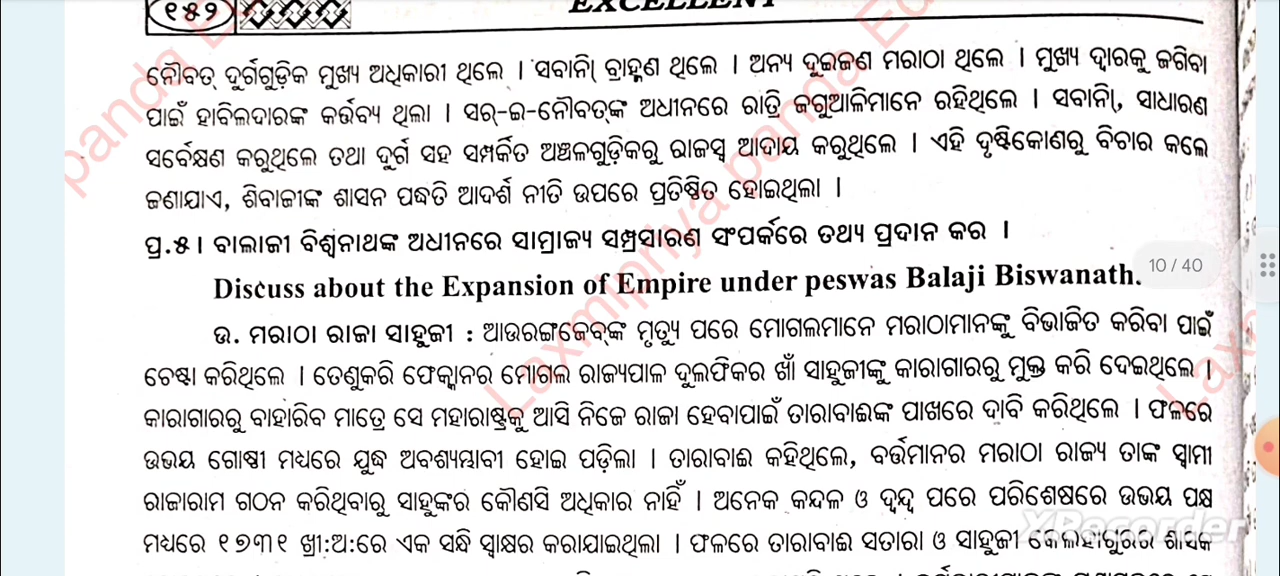 ୧୫୨ EXCELLENT
ନୌବତ୍ ଦୁର୍ଗଗୁଡ଼ିକ ମୁଖ୍ୟ ଅଧିକାରୀ ଥିଲେ । ସବାନି ବ୍ରାହ୍ମଣ ଥିଲେ । ଅନ୍ୟ ଦୁଇଜଣ ମରାଠା ଥିଲେ । ମୁଖ୍ୟ ଦ୍ୱାରକୁ ଜଗିବା
ପାଇଁ ହାବିଲଦାରଙ୍କ କର୍ତ୍ତବ୍ୟ ଥିଲା । ସର୍-ଇ-ନୌବତ୍‌ଙ୍କ ଅଧୀନରେ ରାତ୍ରି ଜଗୁଆଳିମାନେ ରହିଥିଲେ । ସବାନି, ସାଧାରଣ
ସର୍ବେକ୍ଷଣ କରୁଥିଲେ ତଥା ଦୁର୍ଗ ସହ ସମ୍ପର୍କିତ ଅଞ୍ଚଳଗୁଡ଼ିକରୁ ରାଜସ୍ୱ ଆଦାୟ କରୁଥିଲେ । ଏହି ଦୃଷ୍ଟିକୋଣରୁ ବିଚାର କଲେ
ଜଣାଯାଏ, ଶିବାଜୀଙ୍କ ଶାସନ ପଦ୍ଧତି ଆଦର୍ଶ ନୀତି ଉପରେ ପ୍ରତିଷ୍ଠିତ ହୋଇଥିଲା ।
ପ୍ର.୫। ବାଲାଜୀ ବିଶ୍ୱନାଥଙ୍କ ଅଧୀନରେ ସାମ୍ରାଜ୍ୟ ସମ୍ପ୍ରସାରଣ ସଂପର୍କରେ ତଥ୍ୟ ପ୍ରଦାନ କର ।
10 / 40
Discuss about the Expansion of Empire under peswas Balaji Biswanath.
ଉ. ମରାଠା ରାଜା ସାହୁଜୀ : ଆଉରଙ୍ଗଜେବ୍‌ଙ୍କ ମୃତ୍ୟୁ ପରେ ମୋଗଲମାନେ ମରାଠାମାନଙ୍କୁ ବିଭାଜିତ କରିବା ପାଇଁ
ଚେଷ୍ଟା କରିଥିଲେ । ତେଣୁକରି ଫେକ୍କାନର ମୋଗଲ ରାଜ୍ୟପାଳ ଦୁଲଫିକର ଖାଁ ସାହୁଜୀଙ୍କୁ କାରାଗାରରୁ ମୁକ୍ତ କରି ଦେଇଥିଲେ ।
କାରାଗାରରୁ ବାହାରିବ ମାତ୍ରେ ସେ ମହାରାଷ୍ଟ୍ରକୁ ଆସି ନିଜେ ରାଜା ହେବାପାଇଁ ତାରାବାଈଙ୍କ ପାଖରେ ଦାବି କରିଥିଲେ । ଫଳରେ
ଉଭୟ ଗୋଷ୍ଠୀ ମଧ୍ୟରେ ଯୁଦ୍ଧ ଅବଶ୍ୟମ୍ଭାବୀ ହୋଇ ପଡ଼ିଲା । ତାରାବାଈ କହିଥିଲେ, ବର୍ତ୍ତମାନର ମରାଠା ରାଜ୍ୟ ତାଙ୍କ ସ୍ୱାମୀ
ରାଜାରାମ ଗଠନ କରିଥିବାରୁ ସାହୁଙ୍କର କୌଣସି ଅଧିକାର ନାହିଁ । ଅନେକ କନ୍ଦଳ ଓ ଦ୍ୱନ୍ଦ୍ୱ ପରେ ପରିଶେଷରେ ଉଭୟ ପକ୍ଷ
ମଧ୍ୟରେ ୧୭୩୧ ଖ୍ରୀ:ଅ:ରେ ଏକ ସନ୍ଧି ସ୍ୱାକ୍ଷର କରାଯାଇଥିଲା । ଫଳରେ ତାରାବାଈ ସତାରା ଓ ସାହୁଜୀ ଶାସକ
XRecorder
Laxmipriya panda